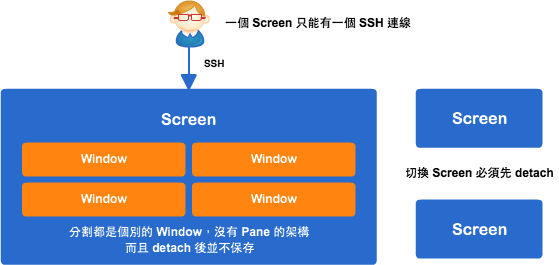 一個 Screen 只能有一個 SSH 連線
SSH
Screen
Window
Window
Window
Window
分割都是個別的 Window，沒有 Pane 的架構
而且 detach 後並不保存
Screen
切換 Screen 必須先 detach
Screen